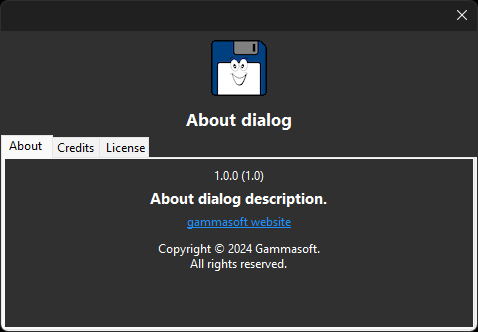 About dialog
About Credits License
1.0.0 (1.0)
About dialog description.
gammasoft website
Copyright © 2024 Gammasoft.
All rights reserved.